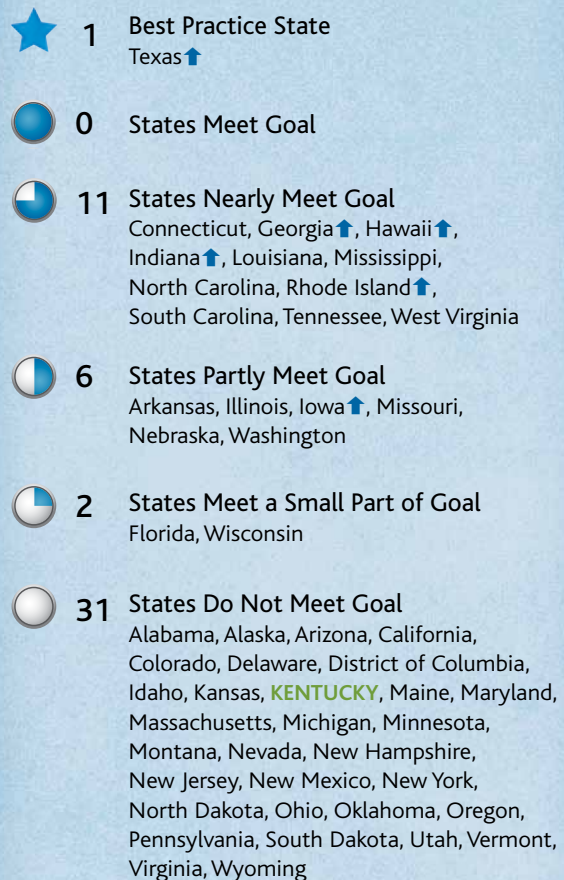 1 Best Practice State
Texas⬆
0 States Meet Goal
11 States Nearly Meet Goal
Connecticut, Georgia⬆, Hawaii⬆,
Indiana⬆, Louisiana, Mississippi,
North Carolina, Rhode Island⬆,
South Carolina, Tennessee, West Virginia
6 States Partly Meet Goal
Arkansas, Illinois, Iowa⬆, Missouri,
Nebraska, Washington
2 States Meet a Small Part of Goal
Florida, Wisconsin
31 States Do Not Meet Goal
Alabama, Alaska, Arizona, California,
Colorado, Delaware, District of Columbia,
Idaho, Kansas, KENTUCKY, Maine, Maryland,
Massachusetts, Michigan, Minnesota,
Montana, Nevada, New Hampshire,
New Jersey, New Mexico, New York,
North Dakota, Ohio, Oklahoma, Oregon,
Pennsylvania, South Dakota, Utah, Vermont,
Virginia, Wyoming